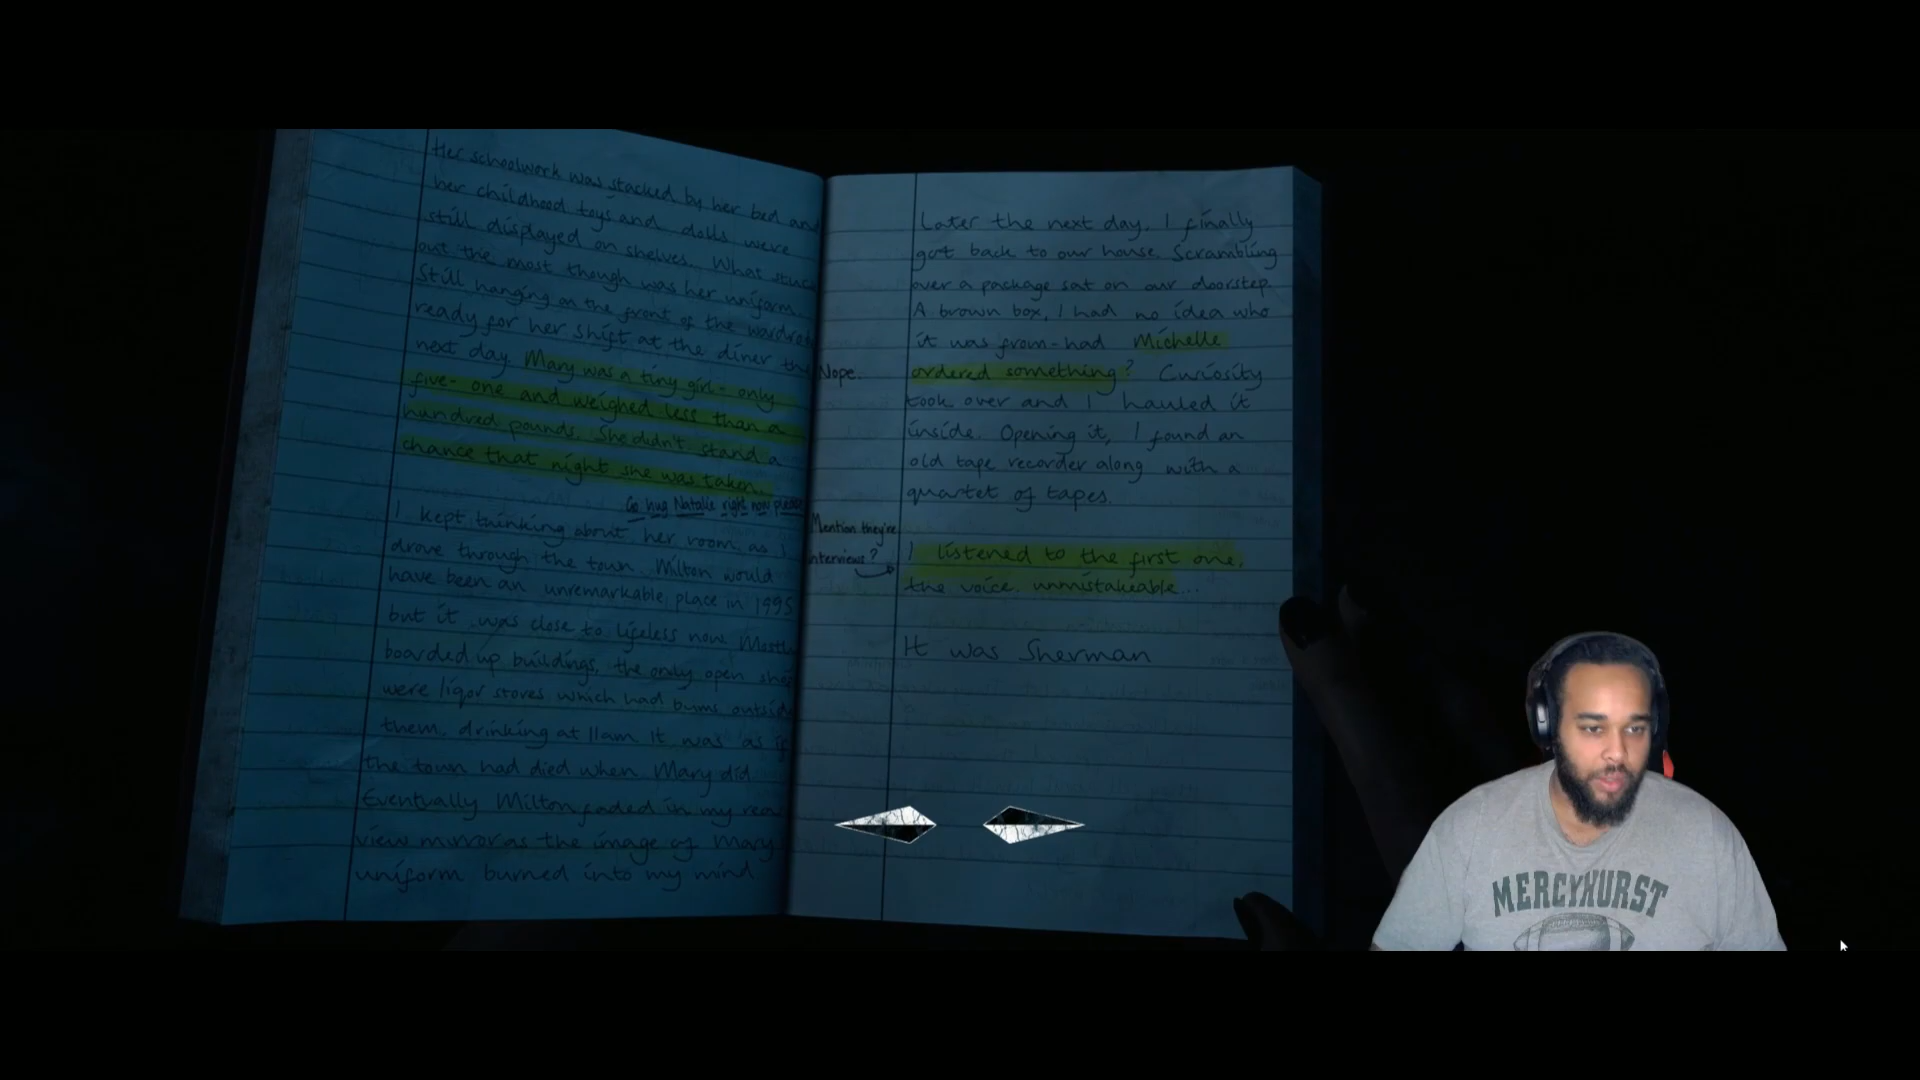 Her schoolwork was stacked by her bed and
her childhood toys and dolls were
still displayed on shelves. What stuc
out the most though was her uniform
Still hanging on the front of the wardrobe
ready for her shift at the diner the
next day. Mary was a tiny girl - only
five-one and weighed less than a
hundred pounds. She didn't stand a
chance that night she was taken.
Go hug Natalie right now please
I kept thinking about her room as I
drove through the town. Milton would
have been an unremarkable place in 1995
but it was close to lifeless now. Mostly
boarded up buildings, the only open
were liqor stores which had bums outside
them, drinking at 11am It was as if
the town had died when Mary did.
Eventually Milton faded in my rea
view mirror as the image of Mary
uniform burned into my mind
Later the next day, I finally
got back to our house. Scrambling
over a package sat on our doorstep.
A brown box, I had no idea who
it was from - had Michelle
Nope.
ordered something? Curiosity
took over and I hauled it
inside. Opening it, I found an
old tape recorder along with a
quartet of tapes.
Mention they're
interviews?
I listened to the first one,
the voice unmistakeable...
It was Sherman
MERCYHURST